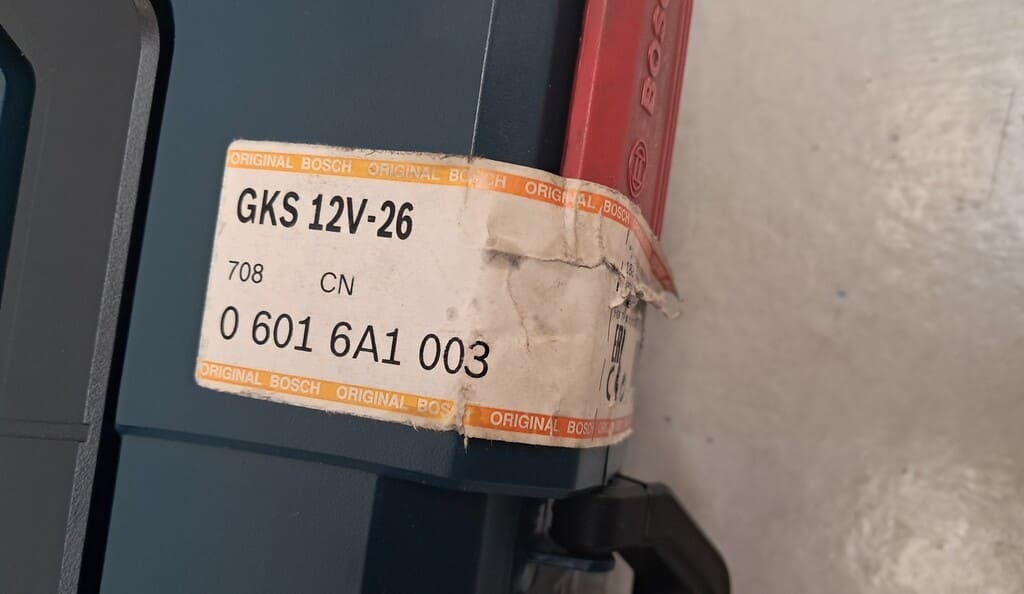 BOSCH
ORIGINAL BOSCH ORIGINAL BOSCH ORIGINAL BOSCH
GKS 12V-26
708 CN
0 601 6A1 003
ORIGINAL BOSCH ORIGINAL BOSCH ORIGINAL BOSCH